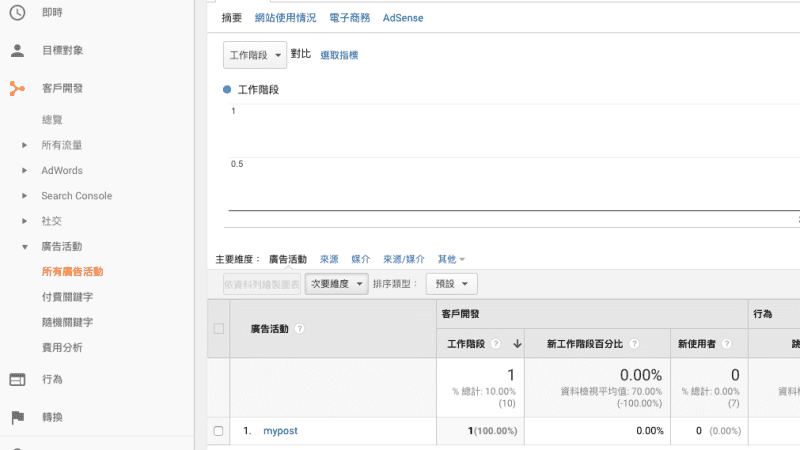 即時
目標對象
客戶開發
總覽
所有流量
AdWords
Search Console
社交
廣告活動
所有廣告活動
付費關鍵字
隨機關鍵字
費用分析
行為
轉換
摘要 網站使用情況 電子商務 AdSense
工作階段 對比 選取指標
工作階段
1
0.5
主要維度： 廣告活動 來源 媒介 來源/媒介 其他
依資料列繪製圖表 次要維度 排序類型： 預設
客戶開發 行為
廣告活動 ? 工作階段 ? 新工作階段百分比 ? 新使用者 ?
1 0.00% 0
% 總計: 10.00% 資料檢視平均值: 70.00% % 總計: 0.00%
(10) (-100.00%) (7)
1. mypost 1(100.00%) 0.00% 0 (0.00%)